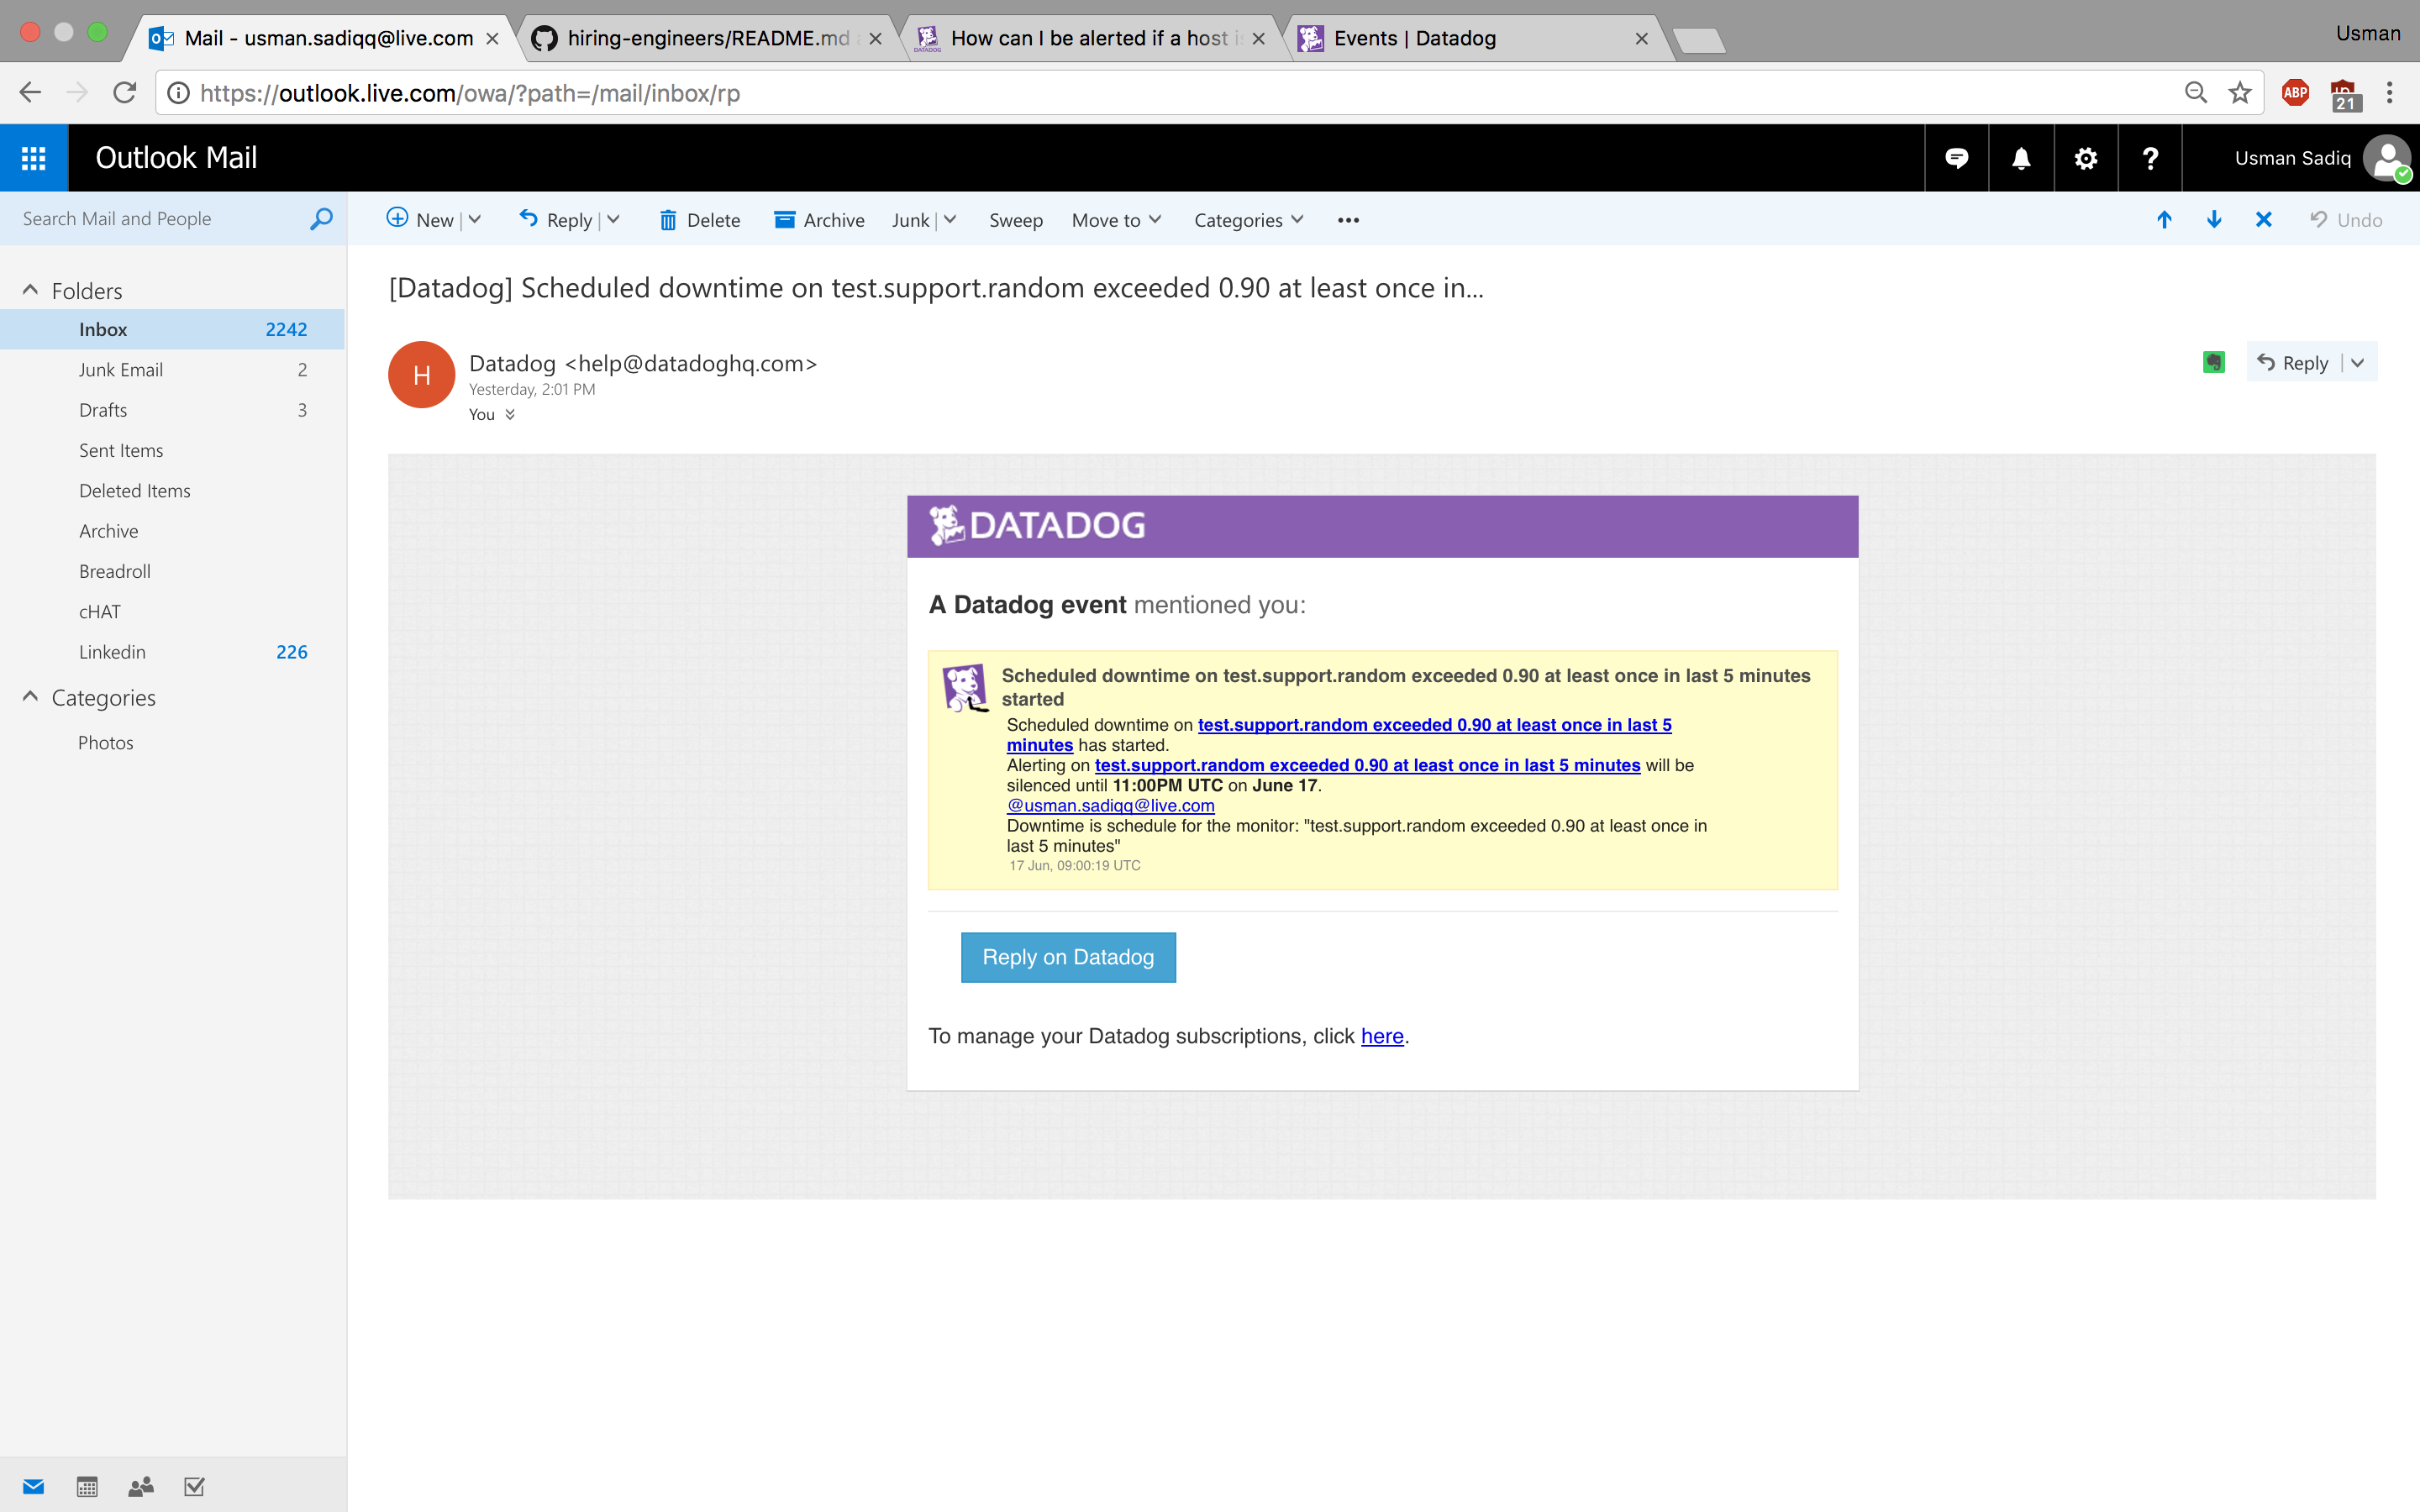 Mail - usman.sadiqq@live.com
hiring-engineers/README.md
How can I be alerted if a host
Events | Datadog
Usman
https://outlook.live.com/owa/?path=/mail/inbox/rp
ABP
21
Outlook Mail
?
Usman Sadiq
Search Mail and People
New
Reply
Delete
Archive
Junk
Sweep
Move to
Categories
Undo
Folders
Inbox 2242
Junk Email 2
Drafts 3
Sent Items
Deleted Items
Archive
Breadroll
cHAT
Linkedin 226
Categories
Photos
[Datadog] Scheduled downtime on test.support.random exceeded 0.90 at least once in...
H
Datadog <help@datadoghq.com>
Yesterday, 2:01 PM
You
Reply
DATADOG
A Datadog event mentioned you:
Scheduled downtime on test.support.random exceeded 0.90 at least once in last 5 minutes
started
Scheduled downtime on test.support.random exceeded 0.90 at least once in last 5
minutes has started.
Alerting on test.support.random exceeded 0.90 at least once in last 5 minutes will be
silenced until 11:00PM UTC on June 17.
@usman.sadiqq@live.com
Downtime is schedule for the monitor: "test.support.random exceeded 0.90 at least once in
last 5 minutes"
17 Jun, 09:00:19 UTC
Reply on Datadog
To manage your Datadog subscriptions, click here.